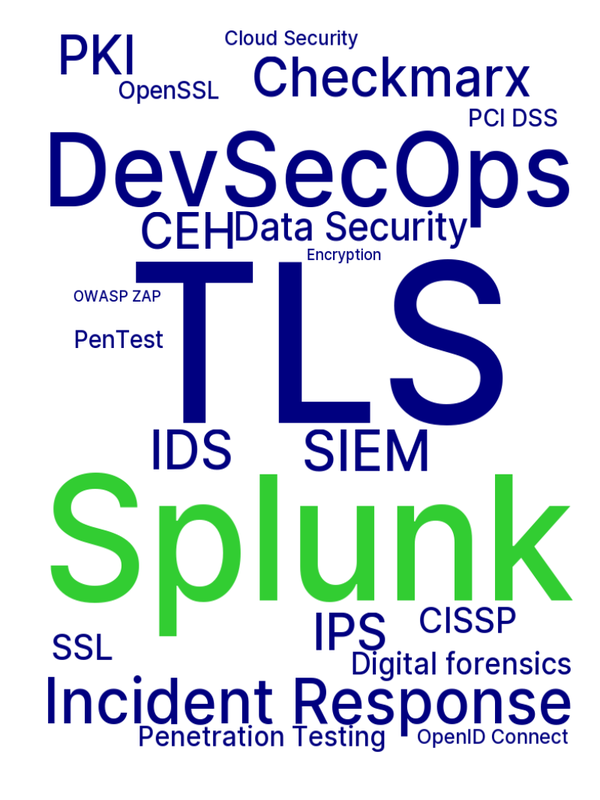 Cloud Security
PKI
Checkmarx
OpenSSL
PCI DSS
DevSecOps
CEH
Data Security
Encryption
TLS
OWASP ZAP
PenTest
IDS
SIEM
Splunk
IPS
CISSP
SSL
Digital forensics
Incident Response
Penetration Testing
OpenID Connect